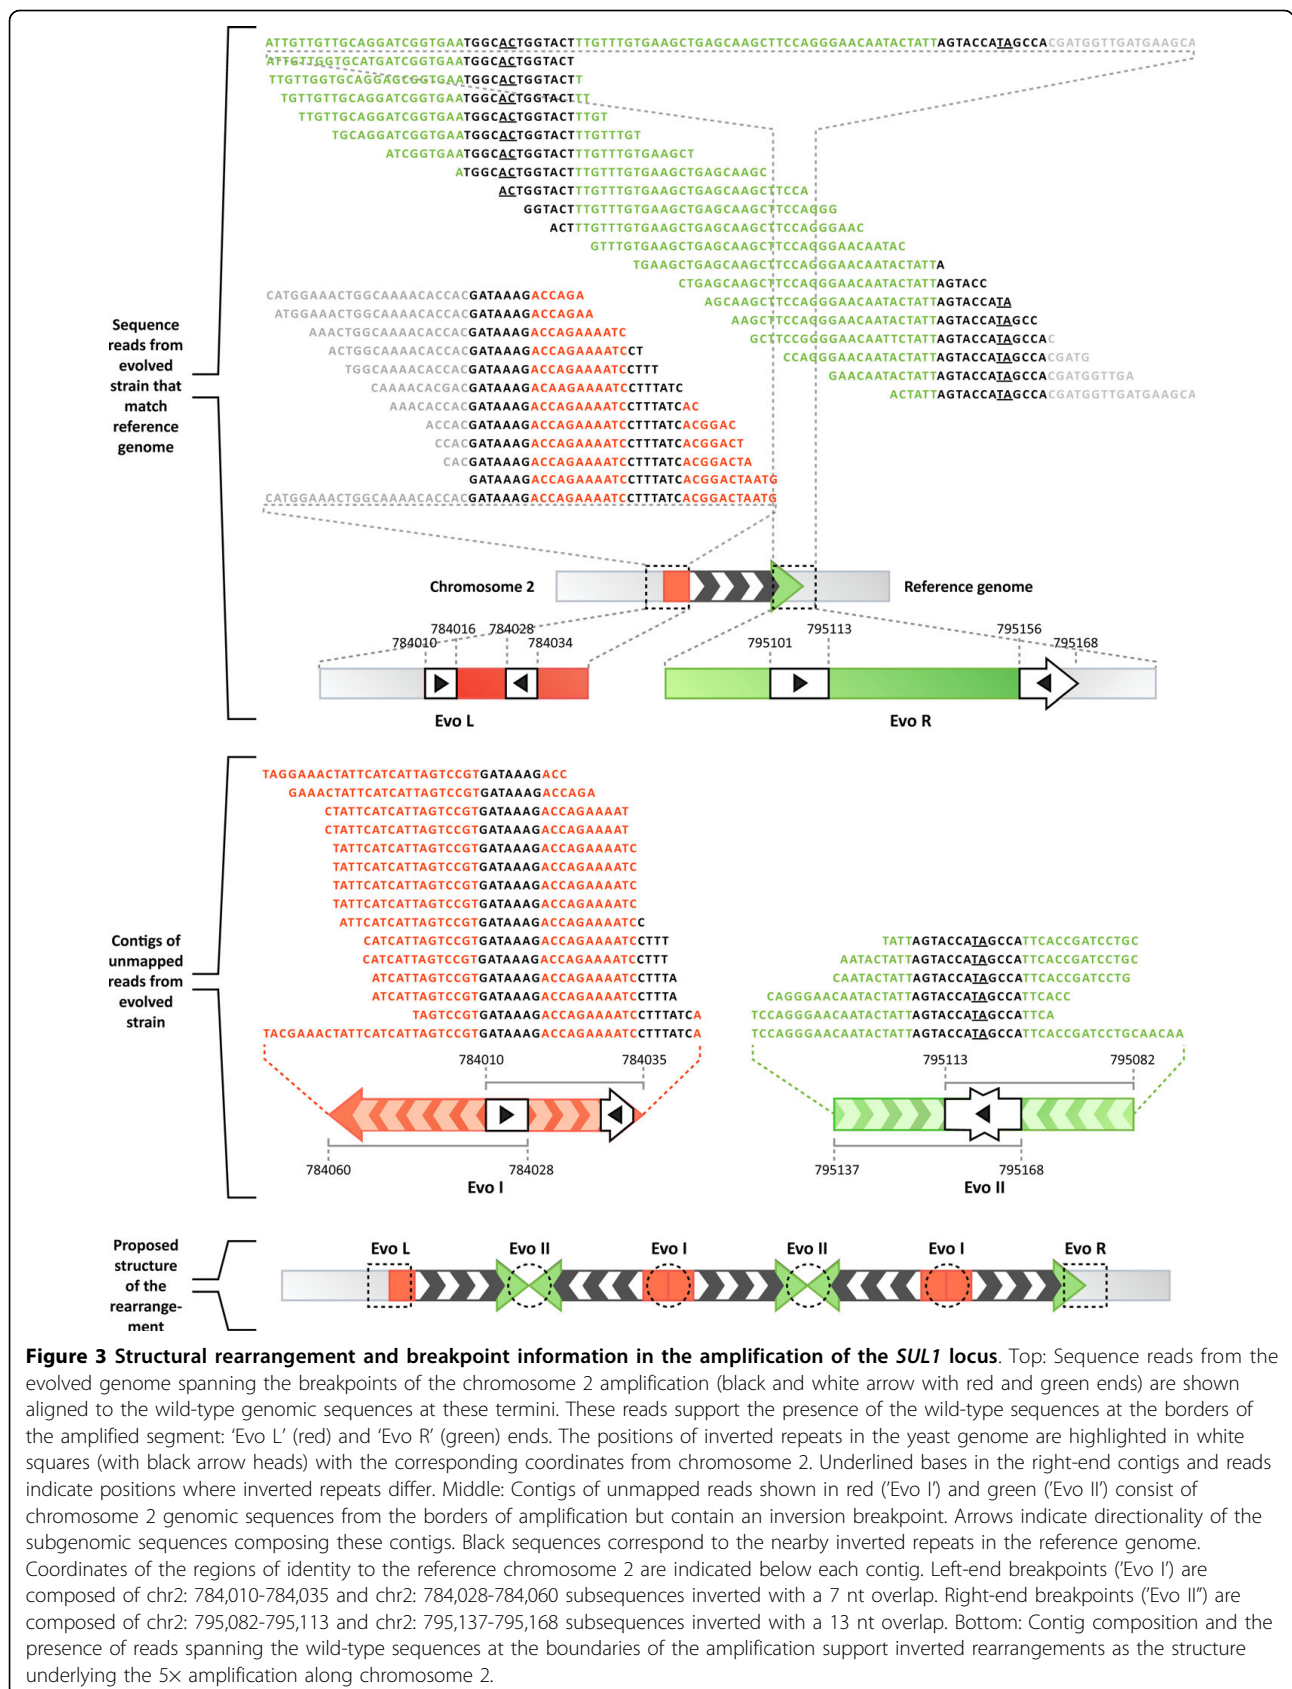 ATTGTTGTTGCAGGATCGGTGAATGGCACTGGTACTTTGTTTGTGAAGCTGAGCAAGCTTCCAGGGAACAATACTATTAGTACCATAGCCACGATGGTTGATGAAGCA
ATTGTTGGTGCATGATCGGTGAATGGCACTGGTACT
TTGTTGGTGCAGGAGCGGTGAATGGCACTGGTACTT
TGTTGTTGCAGGATCGGTGAATGGCACTGGTACTTT
TTGTTGCAGGATCGGTGAATGGCACTGGTACTTTGT
TGCAGGATCGGTGAATGGCACTGGTACTTTGTTTGT
ATCGGTGAATGGCACTGGTACTTTGTTTGTGAAGCT
ATGGCACTGGTACTTTGTTTGTGAAGCTGAGCAAGC
ACTGGTACTTTGTTTGTGAAGCTGAGCAAGCTTCCA
GGTACTTTGTTTGTGAAGCTGAGCAAGCTTCCAGGG
ACTTTGTTTGTGAAGCTGAGCAAGCTTCCAGGGAAC
GTTTGTGAAGCTGAGCAAGCTTCCAGGGAACAATAC
TGAAGCTGAGCAAGCTTCCAGGGAACAATACTATTA
CTGAGCAAGCTTCCAGGGAACAATACTATTAGTACC
AGCAAGCTTCCAGGGAACAATACTATTAGTACCATA
AAGCTTCCAGGGAACAATACTATTAGTACCATAGCC
GCTTCCGGGGAACAATTCTATTAGTACCATAGCCAC
CCAGGGAACAATACTATTAGTACCATAGCCACGATG
GAACAATACTATTAGTACCATAGCCACGATGGTTGA
ACTATTAGTACCATAGCCACGATGGTTGATGAAGCA
CATGGAAACTGGCAAAACACCACGATAAAGACCAGA
ATGGAAACTGGCAAAACACCACGATAAAGACCAGAA
AAACTGGCAAAACACCACGATAAAGACCAGAAAATC
ACTGGCAAAACACCACGATAAAGACCAGAAAATCCT
TGGCAAAACACCACGATAAAGACCAGAAAATCCTTT
CAAAACACGACGATAAAGACAAGAAAATCCTTTATC
AAACACCACGATAAAGACCAGAAAATCCTTTATCAC
ACCACGATAAAGACCAGAAAATCCTTTATCACGGAC
CCACGATAAAGACCAGAAAATCCTTTATCACGGACT
CACGATAAAGACCAGAAAATCCTTTATCACGGACTA
GATAAAGACCAGAAAATCCTTTATCACGGACTAATG
CATGGAAACTGGCAAAACACCACGATAAAGACCAGAAAATCCTTTATCACGGACTAATG
Sequence
reads from
evolved
strain that
match
reference
genome
Chromosome 2
Reference genome
784010
784016
784028
784034
795101
795113
795156
795168
Evo L
Evo R
TAGGAAACTATTCATCATTAGTCCGTGATAAAGACC
GAAACTATTCATCATTAGTCCGTGATAAAGACCAGA
CTATTCATCATTAGTCCGTGATAAAGACCAGAAAAT
CTATTCATCATTAGTCCGTGATAAAGACCAGAAAAT
TATTCATCATTAGTCCGTGATAAAGACCAGAAAATC
TATTCATCATTAGTCCGTGATAAAGACCAGAAAATC
TATTCATCATTAGTCCGTGATAAAGACCAGAAAATC
TATTCATCATTAGTCCGTGATAAAGACCAGAAAATC
ATTCATCATTAGTCCGTGATAAAGACCAGAAAATCC
CATCATTAGTCCGTGATAAAGACCAGAAAATCCTTT
CATCATTAGTCCGTGATAAAGACCAGAAAATCCTTT
ATCATTAGTCCGTGATAAAGACCAGAAAATCCTTTA
ATCATTAGTCCGTGATAAAGACCAGAAAATCCTTTA
TAGTCCGTGATAAAGACCAGAAAATCCTTTATCA
TACGAAACTATTCATCATTAGTCCGTGATAAAGACCAGAAAATCCTTTATCA
TATTAGTACCATAGCCATTCACCGATCCTGC
AATACTATTAGTACCATAGCCATTCACCGATCCTGC
CAATACTATTAGTACCATAGCCATTCACCGATCCTG
CAGGGAACAATACTATTAGTACCATAGCCATTCACC
TCCAGGGAACAATACTATTAGTACCATAGCCATTCA
TCCAGGGAACAATACTATTAGTACCATAGCCATTCACCGATCCTGCAACAA
Contigs of
unmapped
reads from
evolved
strain
784010
784035
795113
795082
784060
784028
795137
795168
Evo I
Evo II
Proposed
structure
of the
rearrange-
ment
Evo L
Evo II
Evo I
Evo II
Evo I
Evo R
Figure 3 Structural rearrangement and breakpoint information in the amplification of the SUL1 locus. Top: Sequence reads from the
evolved genome spanning the breakpoints of the chromosome 2 amplification (black and white arrow with red and green ends) are shown
aligned to the wild-type genomic sequences at these termini. These reads support the presence of the wild-type sequences at the borders of
the amplified segment: ‘Evo L’ (red) and ‘Evo R’ (green) ends. The positions of inverted repeats in the yeast genome are highlighted in white
squares (with black arrow heads) with the corresponding coordinates from chromosome 2. Underlined bases in the right-end contigs and reads
indicate positions where inverted repeats differ. Middle: Contigs of unmapped reads shown in red (’Evo I’) and green (’Evo II’) consist of
chromosome 2 genomic sequences from the borders of amplification but contain an inversion breakpoint. Arrows indicate directionality of the
subgenomic sequences composing these contigs. Black sequences correspond to the nearby inverted repeats in the reference genome.
Coordinates of the regions of identity to the reference chromosome 2 are indicated below each contig. Left-end breakpoints (’Evo I’) are
composed of chr2: 784,010-784,035 and chr2: 784,028-784,060 subsequences inverted with a 7 nt overlap. Right-end breakpoints (’Evo II’’) are
composed of chr2: 795,082-795,113 and chr2: 795,137-795,168 subsequences inverted with a 13 nt overlap. Bottom: Contig composition and the
presence of reads spanning the wild-type sequences at the boundaries of the amplification support inverted rearrangements as the structure
underlying the 5× amplification along chromosome 2.